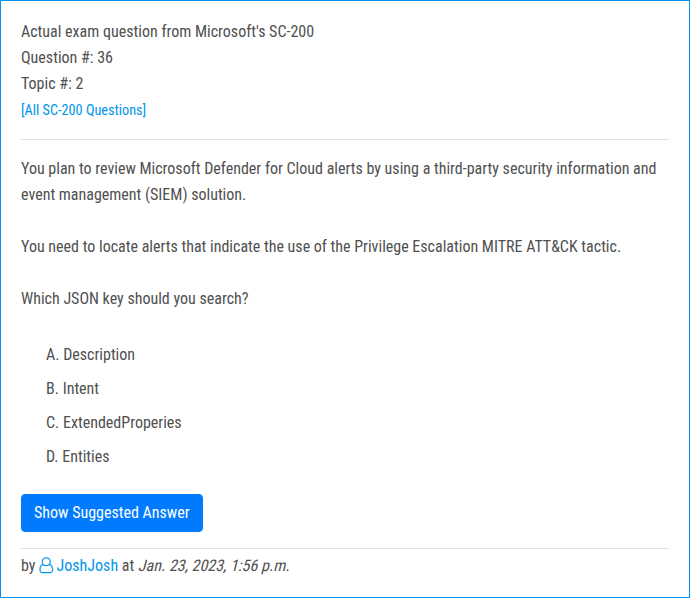 Actual exam question from Microsoft's SC-200
Question #: 36
Topic #: 2
[All SC-200 Questions]
You plan to review Microsoft Defender for Cloud alerts by using a third-party security information and
event management (SIEM) solution.
You need to locate alerts that indicate the use of the Privilege Escalation MITRE ATT&CK tactic.
Which JSON key should you search?
A. Description
B. Intent
C. ExtendedProperies
D. Entities
Show Suggested Answer
by JoshJosh at Jan. 23, 2023, 1:56 p.m.